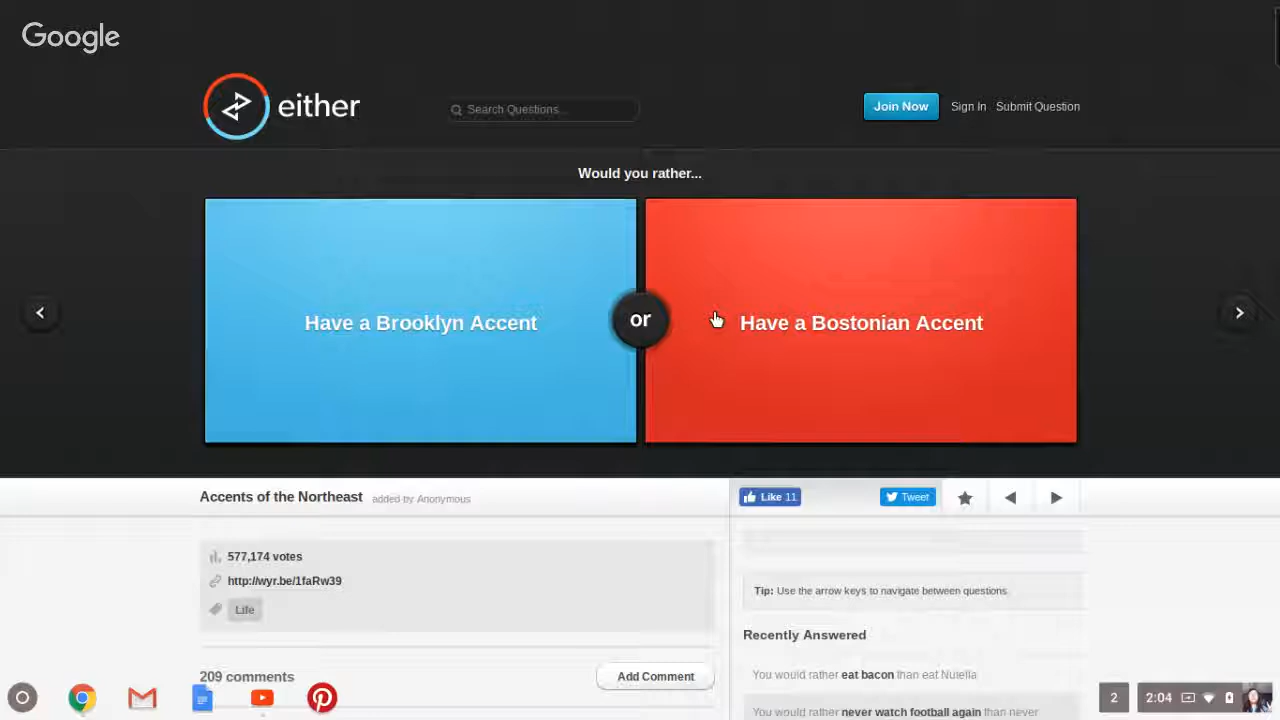 Google
either
Search Questions...
Join Now
Sign In
Submit Question
Would you rather...
Have a Brooklyn Accent
or
Have a Bostonian Accent
Accents of the Northeast
added by Anonymous
Like 11
Tweet
577,174 votes
http://wyr.be/1faRw39
Life
Tip: Use the arrow keys to navigate between questions.
Recently Answered
209 comments
Add Comment
You would rather eat bacon than eat Nutella
You would rather never watch football again than never
2
2:04